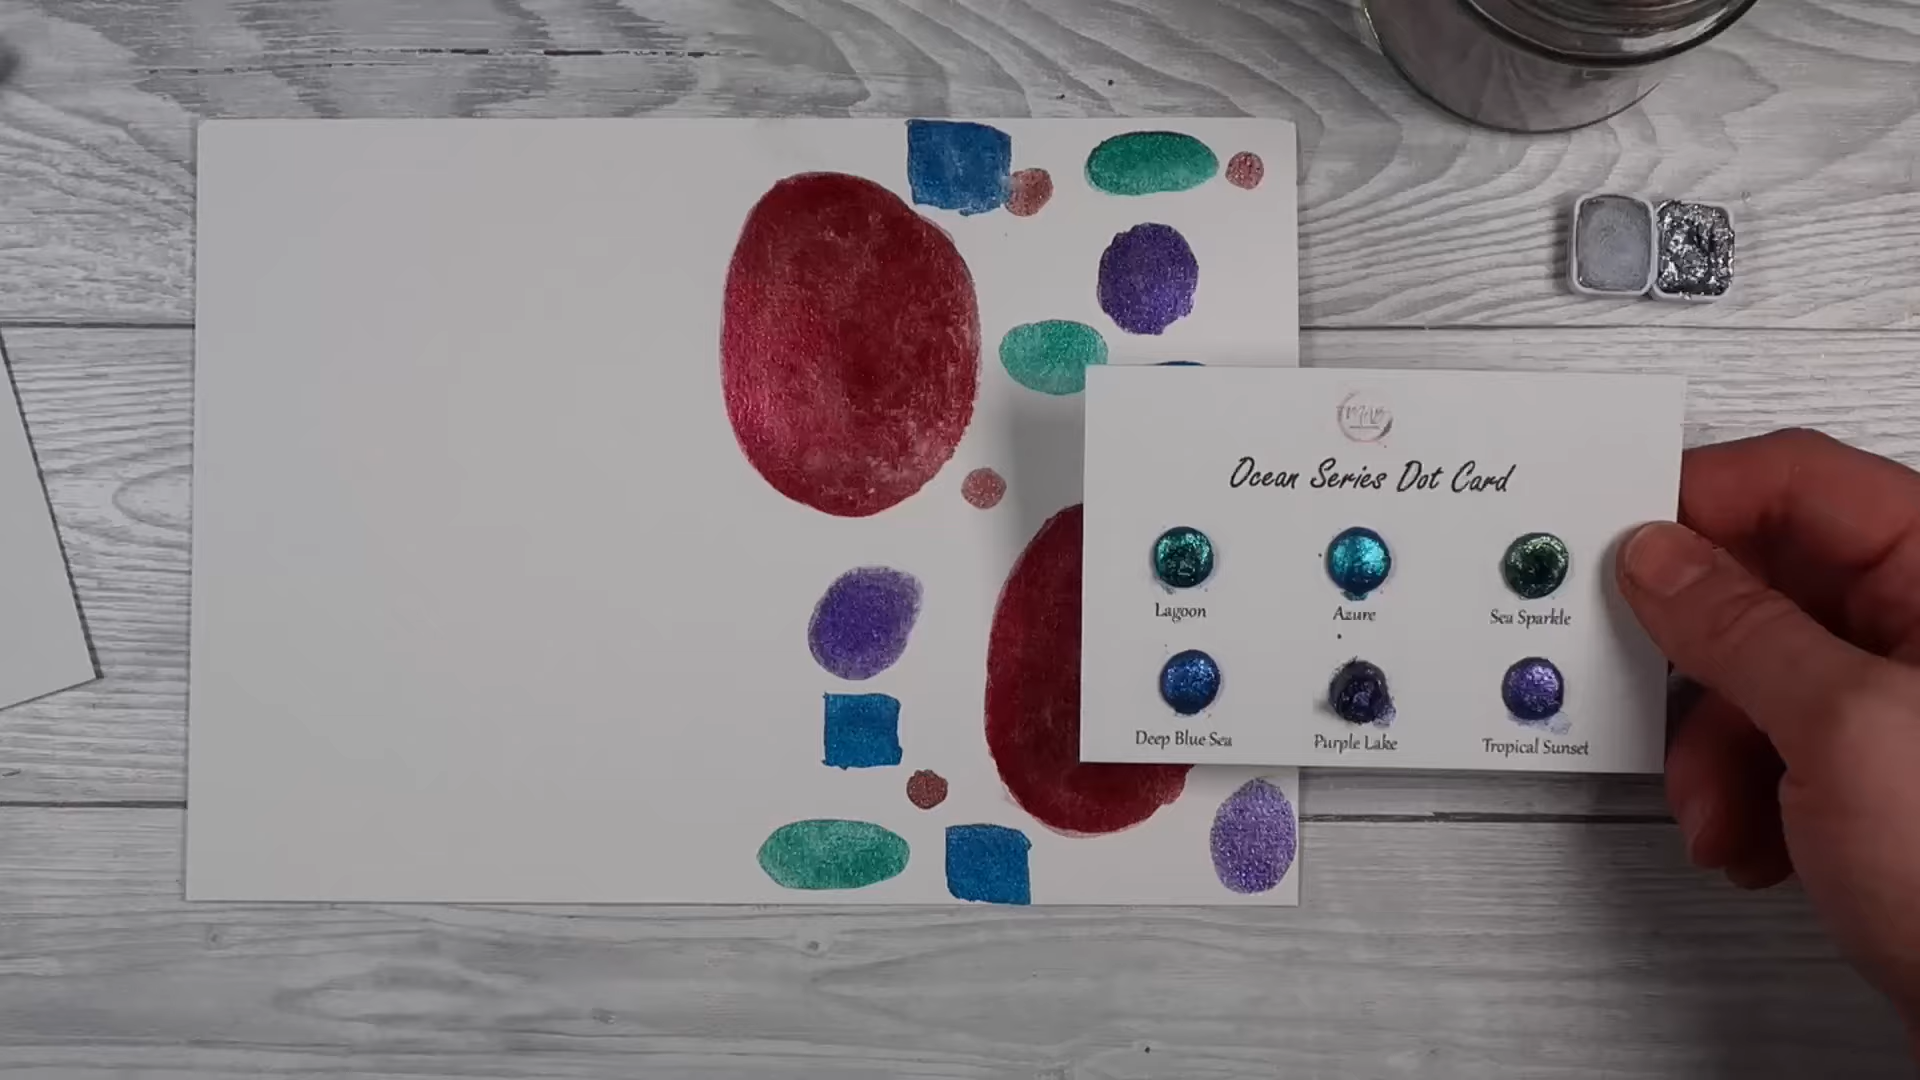 Ocean Series Dot Card
Lagoon
Azure
Sea Sparkle
Deep Blue Sea
Purple Lake
Tropical Sunset